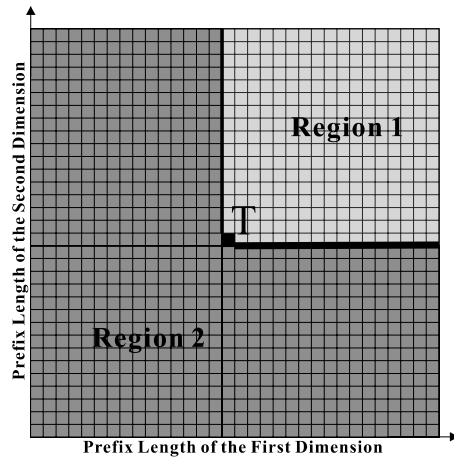 Prefix Length of the Second Dimension
Region 1
T
Region 2
Prefix Length of the First Dimension